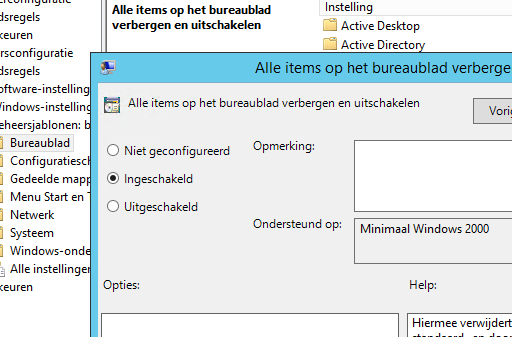 erconfiguratie
dsregels
keuren
rsconfiguratie
dsregels
oftware-instelling
Vindows-instelling
eheersjablonen: b
Bureaublad
Configuratiesch
Gedeelde mapp
Menu Start en T
Netwerk
Systeem
Windows-onde
Alle instellingen
keuren
Alle items op het bureaublad
verbergen en uitschakelen
Instelling
Active Desktop
Active Directory
Alle items op het bureaublad verberge
Alle items op het bureaublad verbergen en uitschakelen
Vorig
Niet geconfigureerd
Ingeschakeld
Uitgeschakeld
Opmerking:
Ondersteund op:
Minimaal Windows 2000
Opties:
Help:
Hiermee verwijdert